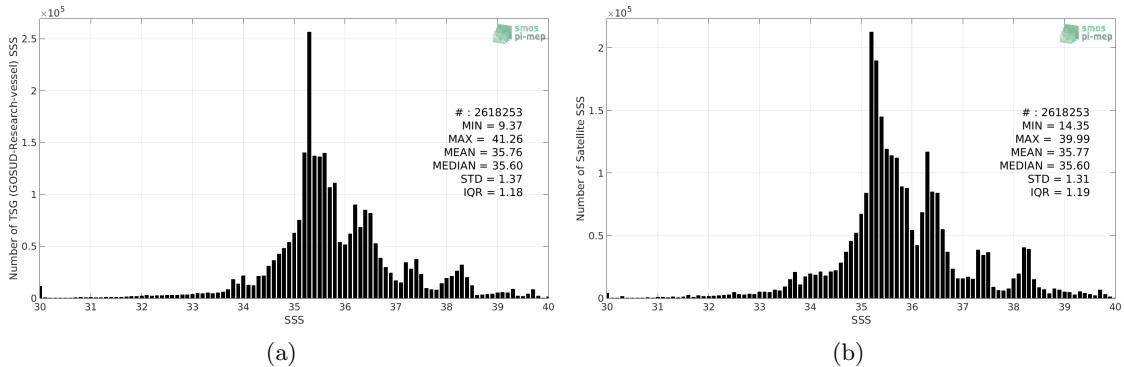 ×10⁵
Number of TSG (GOSUD-Research-vessel) SSS
2.5
2
1.5
1
0.5
0
30 31 32 33 34 35 36 37 38 39 40
SSS
smos
pi-mep
# : 2618253
MIN = 9.37
MAX = 41.26
MEAN = 35.76
MEDIAN = 35.60
STD = 1.37
IQR = 1.18
(a)
×10⁵
Number of Satellite SSS
2
1.5
1
0.5
0
30 31 32 33 34 35 36 37 38 39 40
SSS
smos
pi-mep
# : 2618253
MIN = 14.35
MAX = 39.99
MEAN = 35.77
MEDIAN = 35.60
STD = 1.31
IQR = 1.19
(b)